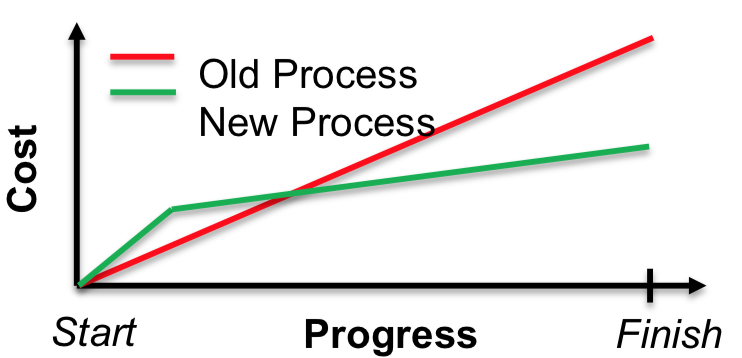 Old Process
New Process
Cost
Start
Progress
Finish